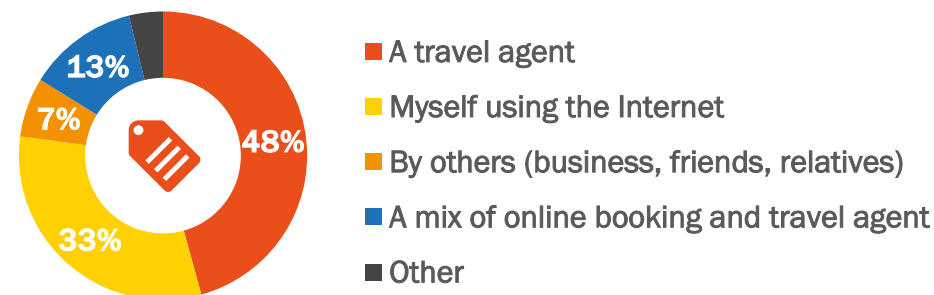 13%
7%
48%
33%
A travel agent
Myself using the Internet
By others (business, friends, relatives)
A mix of online booking and travel agent
Other